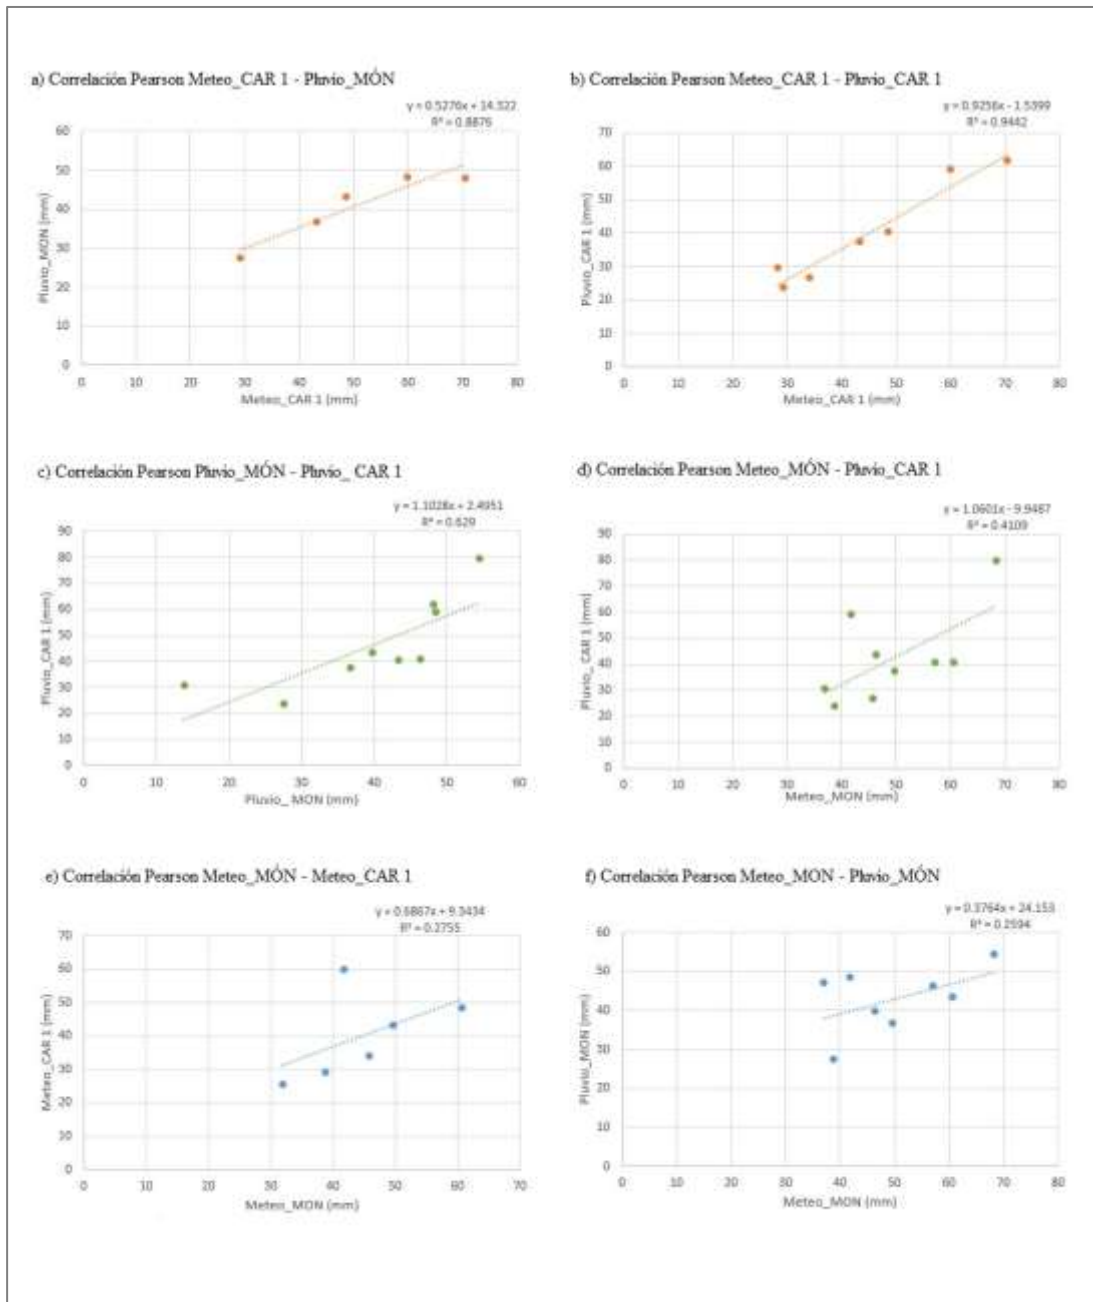 a) Correlación Pearson Meteo_CAR 1 - Pluvio_MÓN
y = 0.5276x + 14.322
R² = 0.8876
60
50
40
30
20
10
0
Pluvio_MON (mm)
0 10 20 30 40 50 60 70 80
Meteo_CAR 1 (mm)
b) Correlación Pearson Meteo_CAR 1 - Pluvio_CAR 1
y = 0.9256x - 1.5399
R² = 0.9442
70
60
50
40
30
20
10
0
Pluvio_CAR 1 (mm)
0 10 20 30 40 50 60 70 80
Meteo_CAR 1 (mm)
c) Correlación Pearson Pluvio_MÓN - Pluvio_ CAR 1
y = 1.1028x + 2.4951
R² = 0.629
90
80
70
60
50
40
30
20
10
0
Pluvio_CAR 1 (mm)
0 10 20 30 40 50 60
Pluvio_ MON (mm)
d) Correlación Pearson Meteo_MÓN - Pluvio_CAR 1
y = 1.0601x - 9.9487
R² = 0.4109
90
80
70
60
50
40
30
20
10
0
Pluvio_ CAR 1 (mm)
0 10 20 30 40 50 60 70 80
Meteo_MON (mm)
e) Correlación Pearson Meteo_MÓN - Meteo_CAR 1
y = 0.6867x + 9.3434
R² = 0.2755
70
60
50
40
30
20
10
0
Meteo_CAR 1 (mm)
0 10 20 30 40 50 60 70
Meteo_MON (mm)
f) Correlación Pearson Meteo_MON - Pluvio_MÓN
y = 0.3764x + 24.153
R² = 0.2594
60
50
40
30
20
10
0
Pluvio_MON (mm)
0 10 20 30 40 50 60 70 80
Meteo_MON (mm)